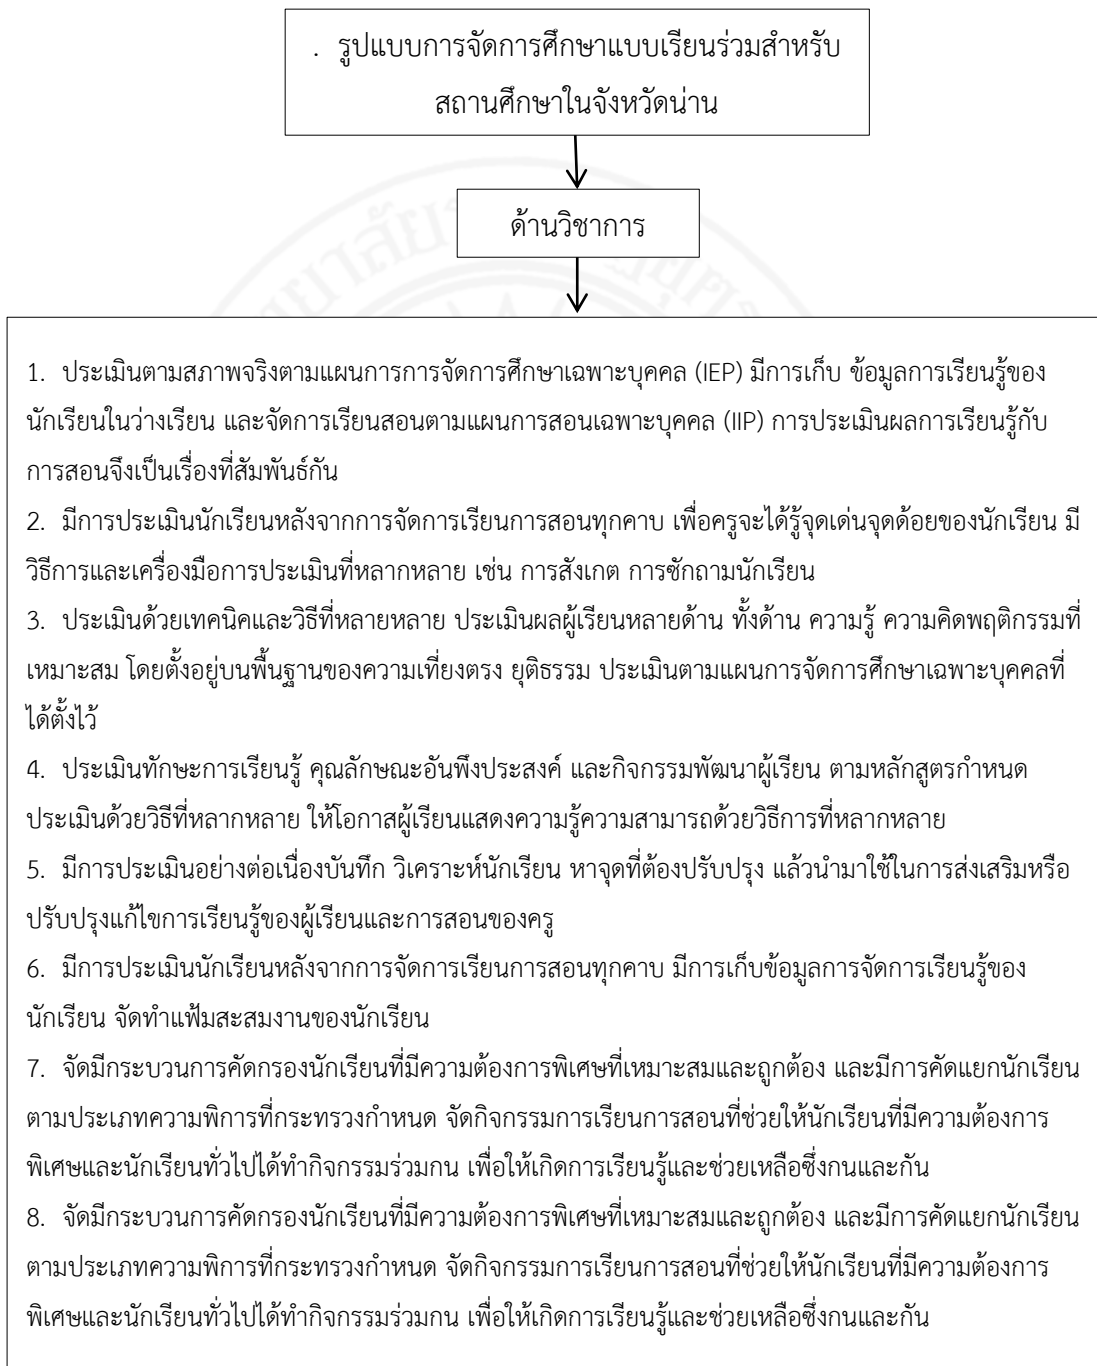 . รูปแบบการจัดการศึกษาแบบเรียนร่วมสำหรับ
สถานศึกษาในจังหวัดน่าน
ด้านวิชาการ
1. ประเมินตามสภาพจริงตามแผนการการจัดการศึกษาเฉพาะบุคคล (IEP) มีการเก็บ ข้อมูลการเรียนรู้ของ
นักเรียนในว่างเรียน และจัดการเรียนสอนตามแผนการสอนเฉพาะบุคคล (IIP) การประเมินผลการเรียนรู้กับ
การสอนจึงเป็นเรื่องที่สัมพันธ์กัน
2. มีการประเมินนักเรียนหลังจากการจัดการเรียนการสอนทุกคาบ เพื่อครูจะได้รู้จุดเด่นจุดด้อยของนักเรียน มี
วิธีการและเครื่องมือการประเมินที่หลากหลาย เช่น การสังเกต การซักถามนักเรียน
3. ประเมินด้วยเทคนิคและวิธีที่หลายหลาย ประเมินผลผู้เรียนหลายด้าน ทั้งด้าน ความรู้ ความคิดพฤติกรรมที่
เหมาะสม โดยตั้งอยู่บนพื้นฐานของความเที่ยงตรง ยุติธรรม ประเมินตามแผนการจัดการศึกษาเฉพาะบุคคลที่
ได้ตั้งไว้
4. ประเมินทักษะการเรียนรู้ คุณลักษณะอันพึงประสงค์ และกิจกรรมพัฒนาผู้เรียน ตามหลักสูตรกำหนด
ประเมินด้วยวิธีที่หลากหลาย ให้โอกาสผู้เรียนแสดงความรู้ความสามารถด้วยวิธีการที่หลากหลาย
5. มีการประเมินอย่างต่อเนื่องบันทึก วิเคราะห์นักเรียน หาจุดที่ต้องปรับปรุง แล้วนำมาใช้ในการส่งเสริมหรือ
ปรับปรุงแก้ไขการเรียนรู้ของผู้เรียนและการสอนของครู
6. มีการประเมินนักเรียนหลังจากการจัดการเรียนการสอนทุกคาบ มีการเก็บข้อมูลการจัดการเรียนรู้ของ
นักเรียน จัดทำแฟ้มสะสมงานของนักเรียน
7. จัดมีกระบวนการคัดกรองนักเรียนที่มีความต้องการพิเศษที่เหมาะสมและถูกต้อง และมีการคัดแยกนักเรียน
ตามประเภทความพิการที่กระทรวงกำหนด จัดกิจกรรมการเรียนการสอนที่ช่วยให้นักเรียนที่มีความต้องการ
พิเศษและนักเรียนทั่วไปได้ทำกิจกรรมร่วมกน เพื่อให้เกิดการเรียนรู้และช่วยเหลือซึ่งกนและกัน
8. จัดมีกระบวนการคัดกรองนักเรียนที่มีความต้องการพิเศษที่เหมาะสมและถูกต้อง และมีการคัดแยกนักเรียน
ตามประเภทความพิการที่กระทรวงกำหนด จัดกิจกรรมการเรียนการสอนที่ช่วยให้นักเรียนที่มีความต้องการ
พิเศษและนักเรียนทั่วไปได้ทำกิจกรรมร่วมกน เพื่อให้เกิดการเรียนรู้และช่วยเหลือซึ่งกนและกัน